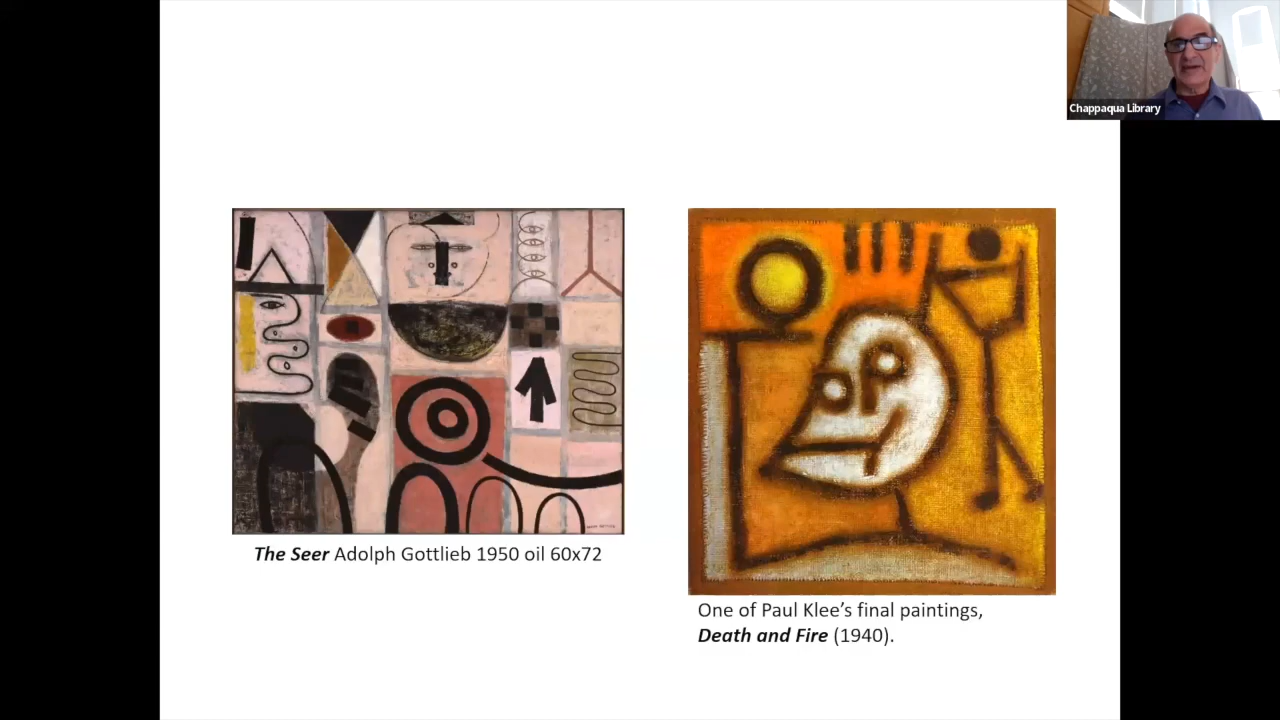 Chappaqua Library
The Seer Adolph Gottlieb 1950 oil 60x72
One of Paul Klee’s final paintings,
Death and Fire (1940).